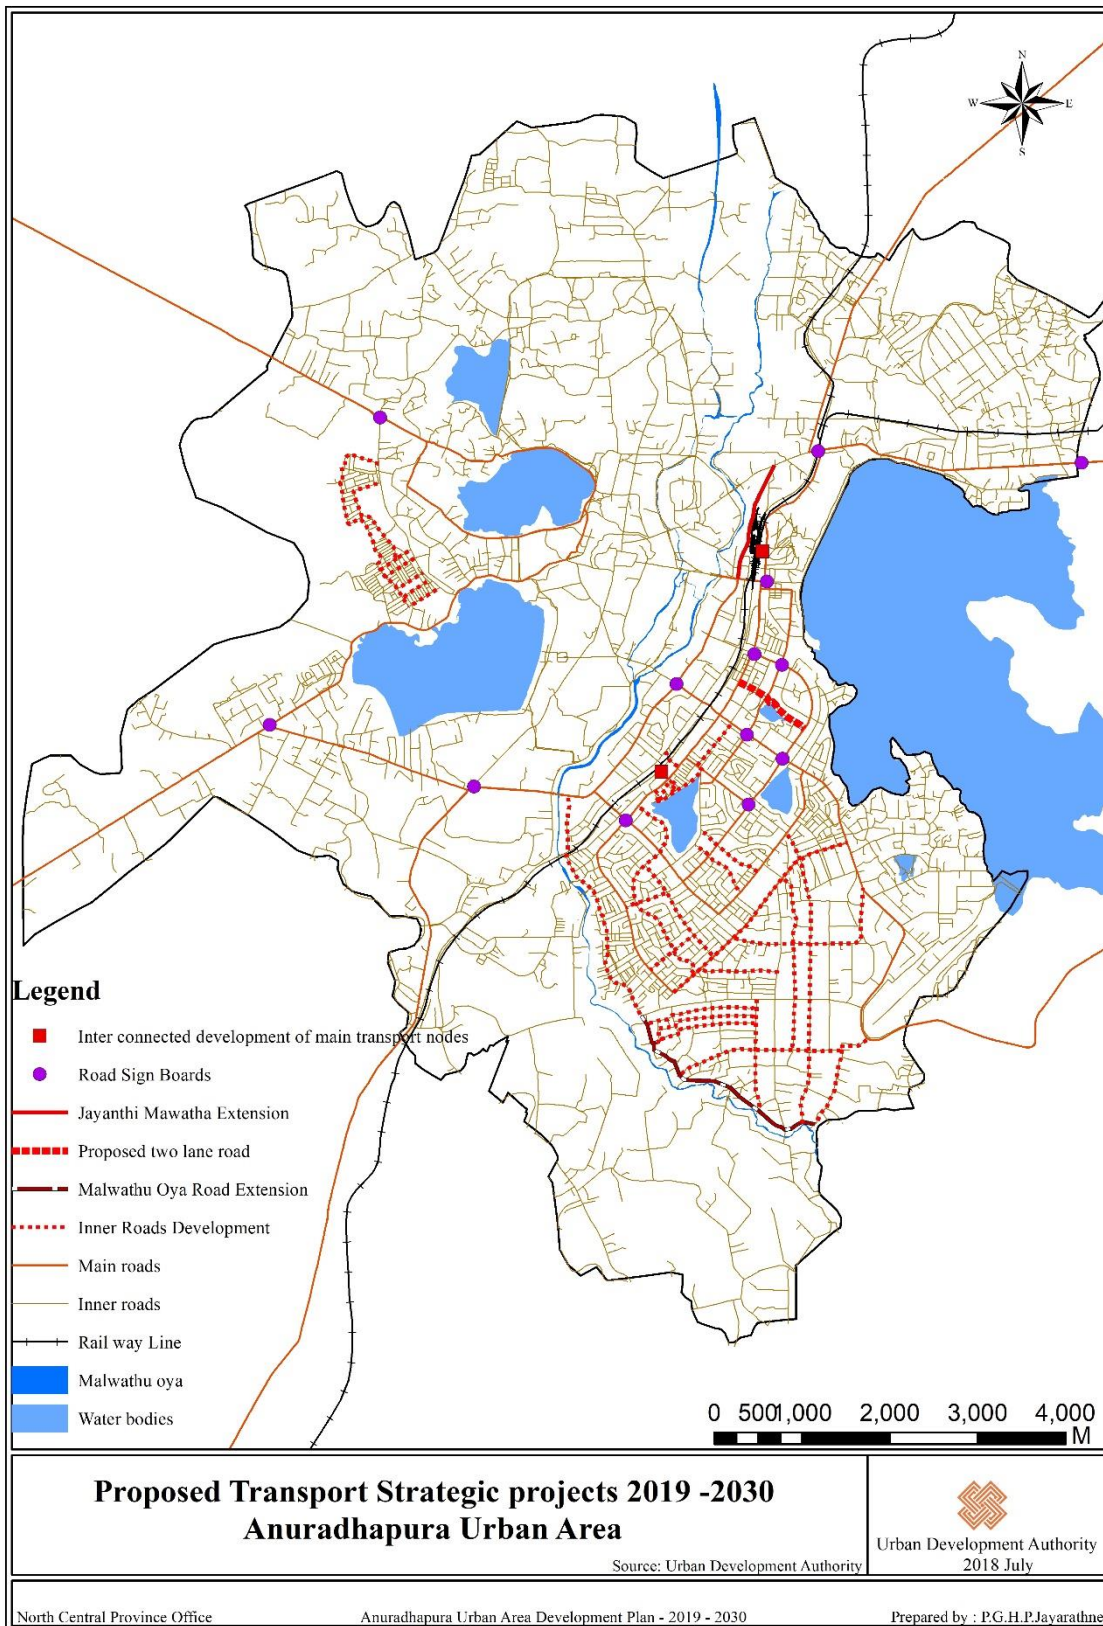 N
W
E
S
Legend
Inter connected development of main transport nodes
Road Sign Boards
Jayanthi Mawatha Extension
Proposed two lane road
Malwathu Oya Road Extension
Inner Roads Development
Main roads
Inner roads
Rail way Line
Malwathu oya
Water bodies
0 500 1,000 2,000 3,000 4,000
M
Proposed Transport Strategic projects 2019 -2030
Anuradhapura Urban Area
Source: Urban Development Authority
Urban Development Authority
2018 July
North Central Province Office
Anuradhapura Urban Area Development Plan - 2019 - 2030
Prepared by : P.G.H.P.Jayarathne